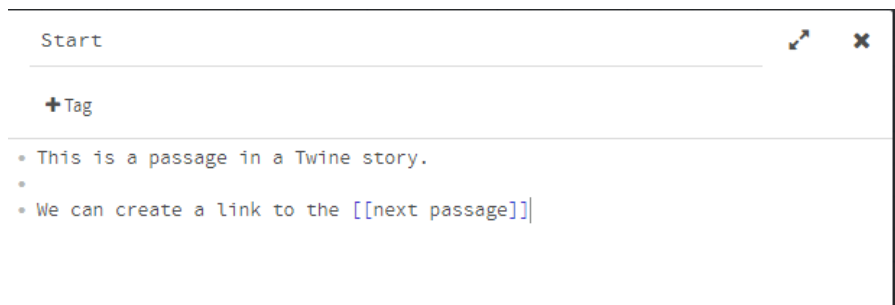 Start
+ Tag
This is a passage in a Twine story.
We can create a link to the [[next passage]]